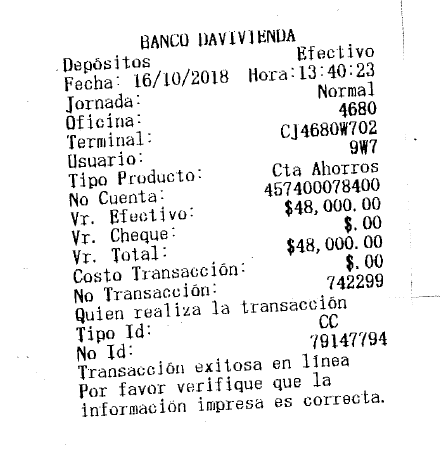 BANCO DAVIVIENDA
Depósitos Efectivo
Fecha: 16/10/2018 Hora:13:40:23
Jornada: Normal
Oficina: 4680
Terminal: CJ4680W702
Usuario: 9W7
Tipo Producto: Cta Ahorros
No Cuenta: 457400078400
Vr. Efectivo: $48,000.00
Vr. Cheque: $.00
Vr. Total: $48,000.00
Costo Transacción: $.00
No Transacción: 742299
Quien realiza la transacción
Tipo Id: CC
No Id: 79147794
Transacción exitosa en línea
Por favor verifique que la
información impresa es correcta.